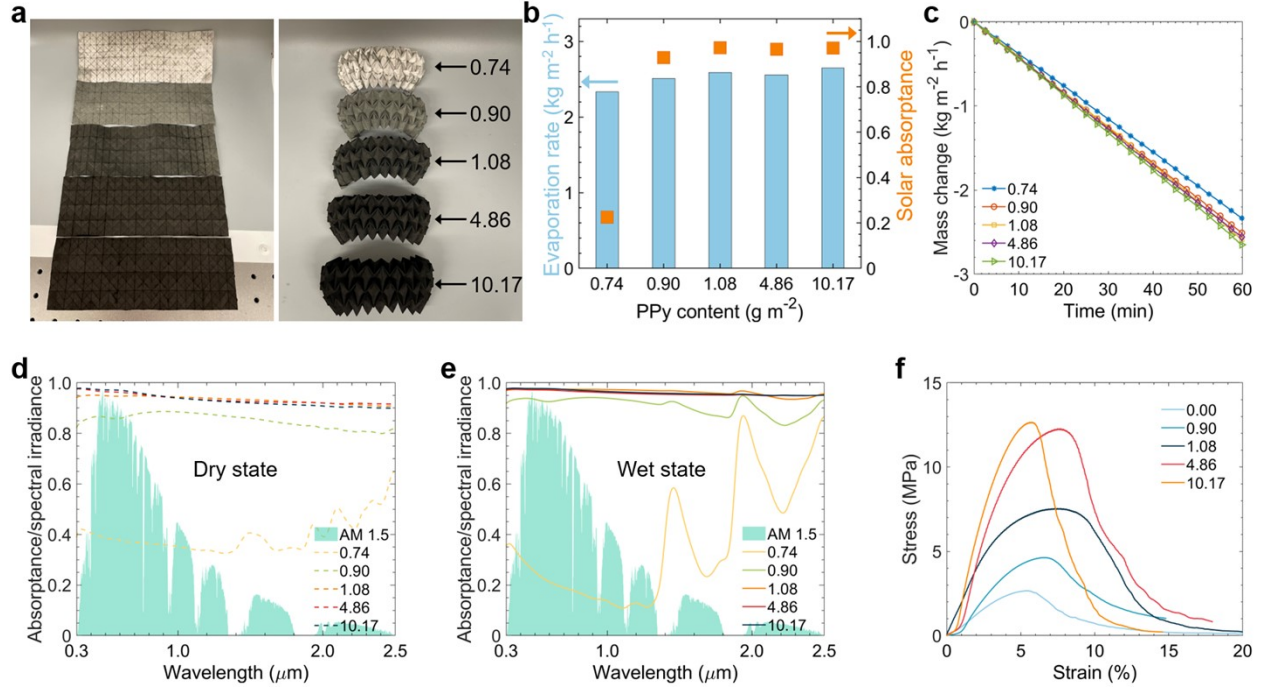 a
0.74
0.90
1.08
4.86
10.17
b
Evaporation rate (kg m⁻² h⁻¹)
3
2
1
0
1.0
0.8
0.6
0.4
0.2
0
Solar absorptance
0.74 0.90 1.08 4.86 10.17
PPy content (g m⁻²)
c
Mass change (kg m⁻² h⁻¹)
0
-1
-2
-3
0.74
0.90
1.08
4.86
10.17
0 10 20 30 40 50 60
Time (min)
d
Absorptance/spectral irradiance
1.0
0.8
0.6
0.4
0.2
0
Dry state
AM 1.5
0.74
0.90
1.08
4.86
10.17
0.3 1.0 2.0 2.5
Wavelength (μm)
e
Absorptance/spectral irradiance
1.0
0.8
0.6
0.4
0.2
0
Wet state
AM 1.5
0.74
0.90
1.08
4.86
10.17
0.3 1.0 2.0 2.5
Wavelength (μm)
f
Stress (MPa)
15
10
5
0
0.00
0.90
1.08
4.86
10.17
0 5 10 15 20
Strain (%)